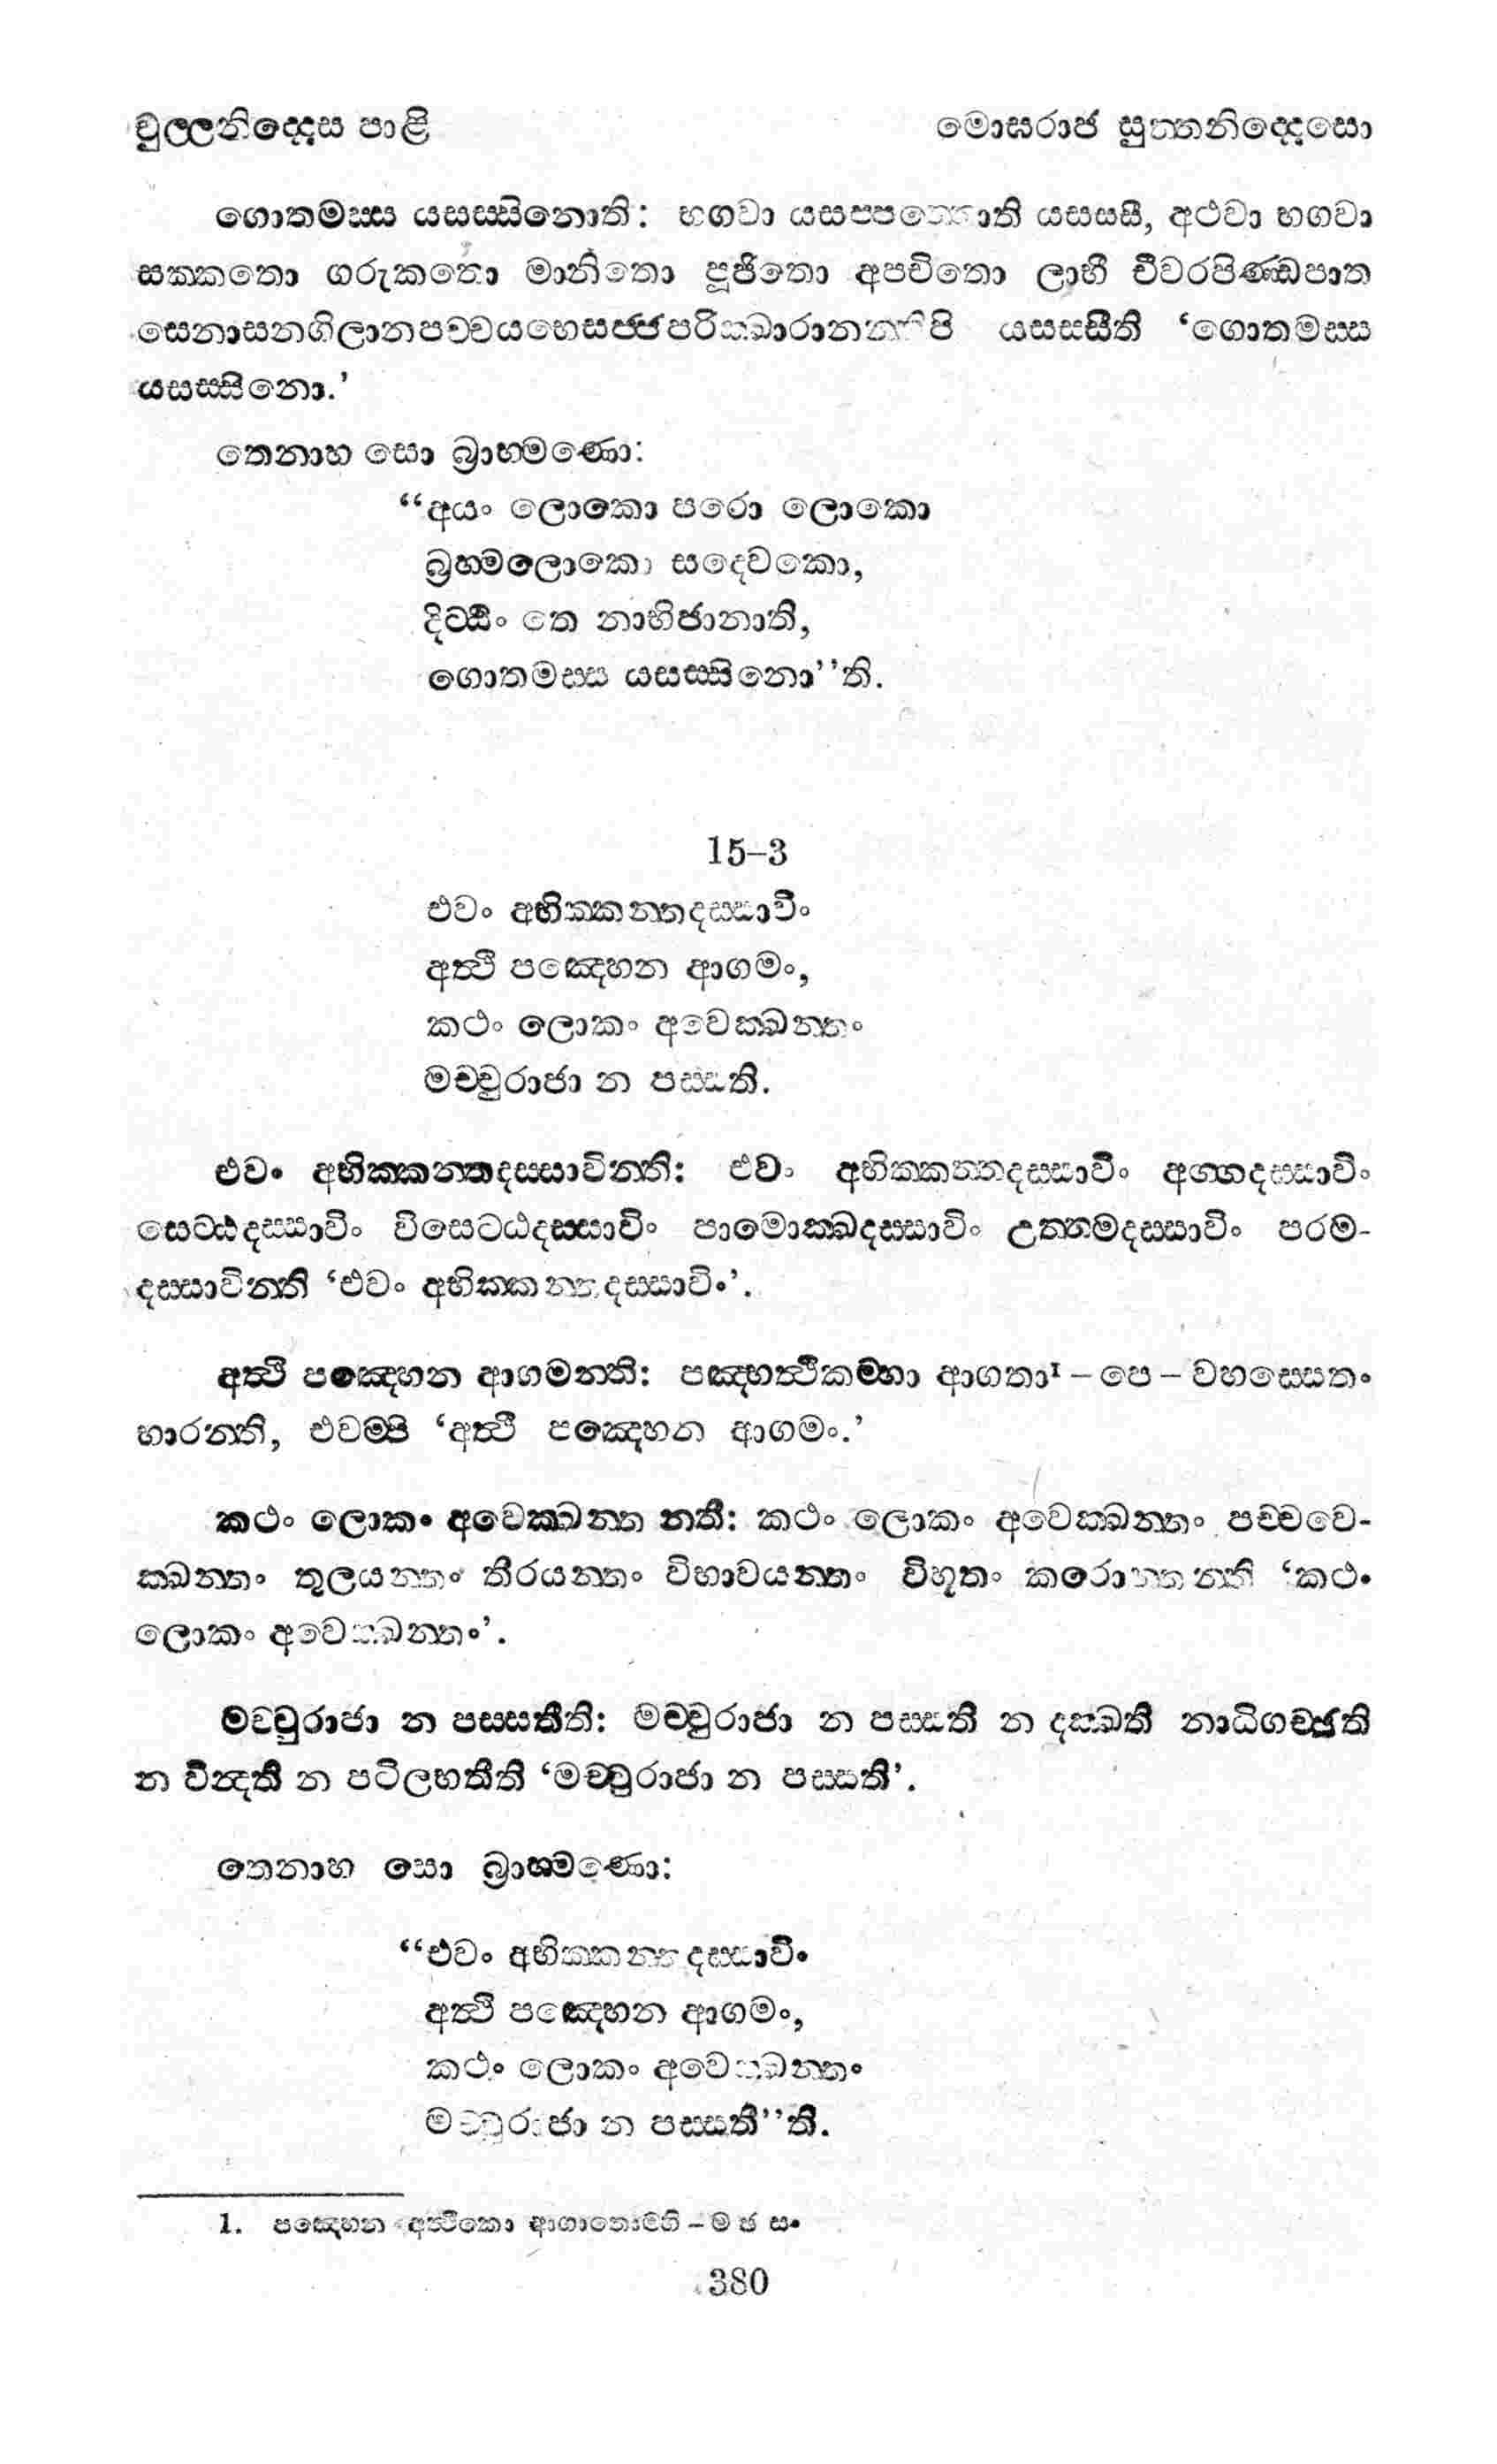 චුල්ලනිද්දෙස පාළි
මොඝරාජ සුත්තනිද්දෙසො
ගොතමස්ස යසස්සිනොති: භගවා යසප්පත්තොති යසස්සී, අථවා භගවා
සක්කතො ගරුකතො මානිතො පූජිතො අපචිතො ලාභී චීවරපිණ්ඩපාත
සෙනාසනගිලානපච්චයභෙසජ්ජපරික්ඛාරානන්තිපි යසස්සීති ‘ගොතමස්ස
යසස්සිනො.’
තෙනාහ සො බ්‍රාහ්මණො:
“අයං ලොකො පරො ලොකො
බ්‍රහ්මලොකො සදෙවකො,
දිට්ඨිං තෙ නාභිජානාති,
ගොතමස්ස යසස්සිනො”ති.
15–3
එවං අභික්කන්තදස්සාවිං
අත්ථි පඤ්හෙන ආගමං,
කථං ලොකං අවෙක්ඛන්තං
මච්චුරාජා න පස්සති.
එවං අභික්කන්තදස්සාවින්ති: එවං අභික්කන්තදස්සාවිං අග්ගදස්සාවිං
සෙට්ඨදස්සාවිං විසෙට්ඨදස්සාවිං පාමොක්ඛදස්සාවිං උත්තමදස්සාවිං පරම-
දස්සාවින්ති ‘එවං අභික්කන්තදස්සාවිං’.
අත්ථි පඤ්හෙන ආගමන්ති: පඤ්හත්ථිකම්හා ආගතා¹ – පෙ – වහස්සෙතං
භාරන්ති, එවම්පි ‘අත්ථි පඤ්හෙන ආගමං.’
කථං ලොකං අවෙක්ඛන්ත න්ති: කථං ලොකං අවෙක්ඛන්තං පච්චවෙ-
ක්ඛන්තං තුලයන්තං තීරයන්තං විභාවයන්තං විභූතං කරොන්තන්ති ‘කථං
ලොකං අවෙක්ඛන්තං’.
මච්චුරාජා න පස්සතීති: මච්චුරාජා න පස්සති න දක්ඛති නාධිගච්ඡති
න වින්දති න පටිලභතීති ‘මච්චුරාජා න පස්සති’.
තෙනාහ සො බ්‍රාහ්මණො:
“එවං අභික්කන්තදස්සාවිං
අත්ථි පඤ්හෙන ආගමං,
කථං ලොකං අවෙක්ඛන්තං
මච්චුරාජා න පස්සතී”ති.
1. පඤ්හෙන අත්ථිකො ආගාතොම්හි – ම ඡ සං
380